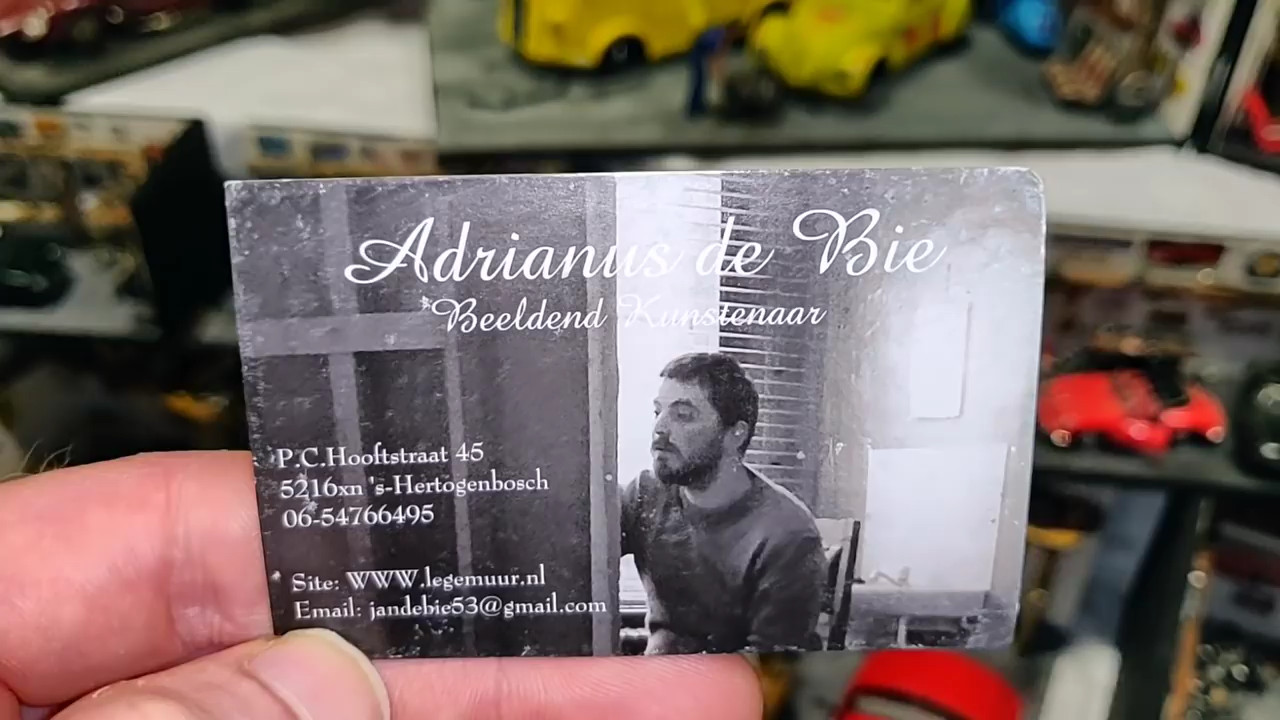 Adrianus de Bie
Beeldend Kunstenaar
P.C.Hooftstraat 45
5216xn 's-Hertogenbosch
06-54766495
Site: WWW.legemuur.nl
Email: jandebie53@gmail.com